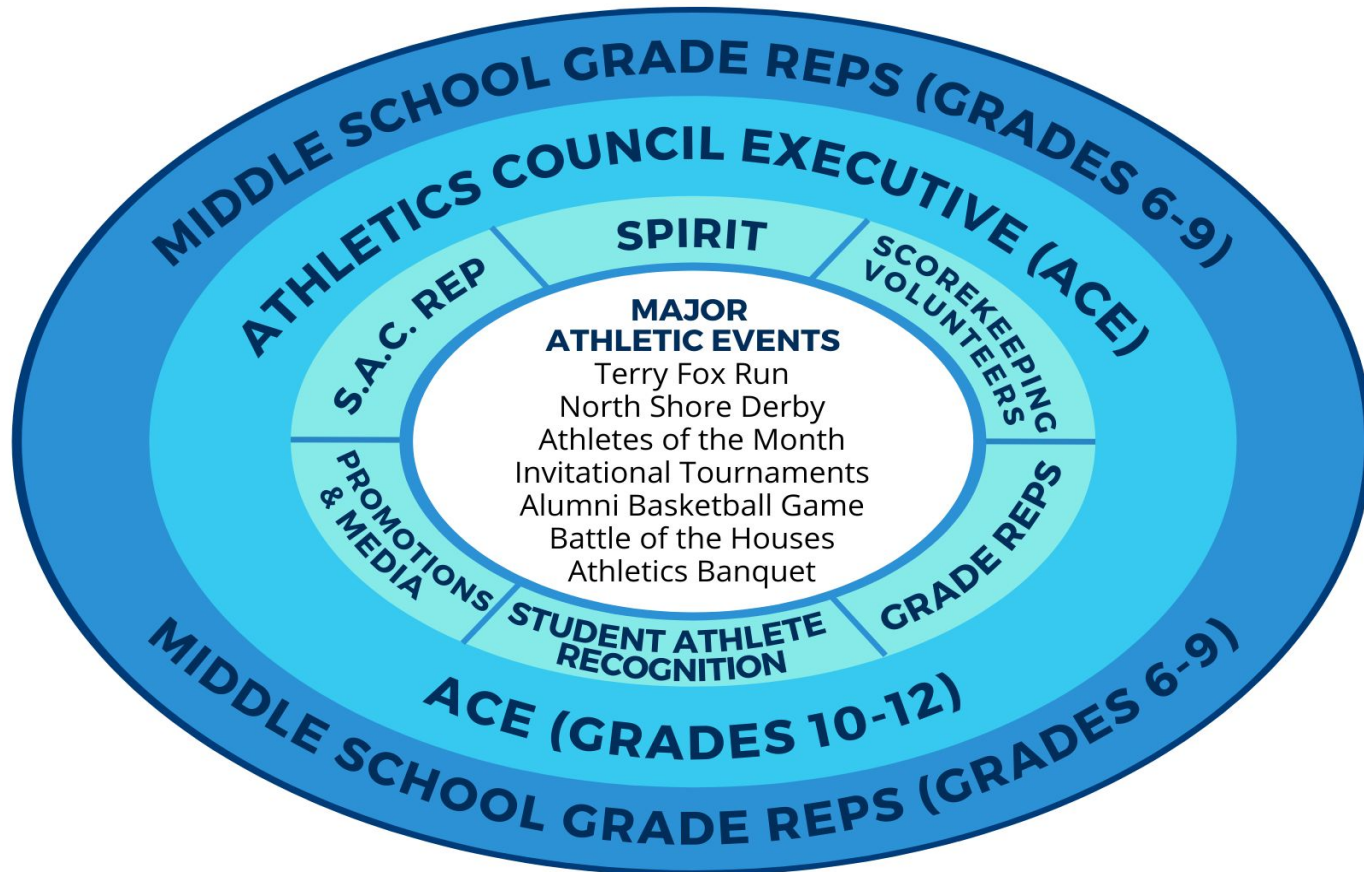 MIDDLE SCHOOL GRADE REPS (GRADES 6-9)
ATHLETICS COUNCIL EXECUTIVE (ACE)
S.A.C. REP
SPIRIT
SCOREKEEPING
VOLUNTEERS
MAJOR
ATHLETIC EVENTS
Terry Fox Run
North Shore Derby
Athletes of the Month
Invitational Tournaments
Alumni Basketball Game
Battle of the Houses
Athletics Banquet
PROMOTIONS
& MEDIA
STUDENT ATHLETE
RECOGNITION
GRADE REPS
ACE (GRADES 10-12)
MIDDLE SCHOOL GRADE REPS (GRADES 6-9)